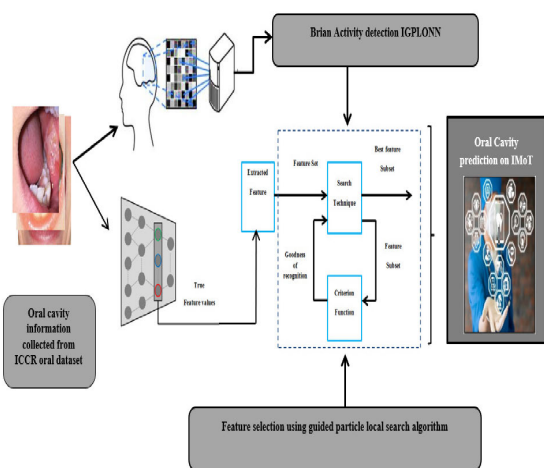 Brian Activity detection IGPLONN
Oral Cavity
prediction on IMoT
Extracted
Feature
Feature Set
Search
Technique
Best feature
Subset
Goodness
of
recognition
Feature
Subset
Criterion
Function
True
Feature values
Oral cavity
information
collected from
ICCR oral dataset
Feature selection using guided particle local search algorithm